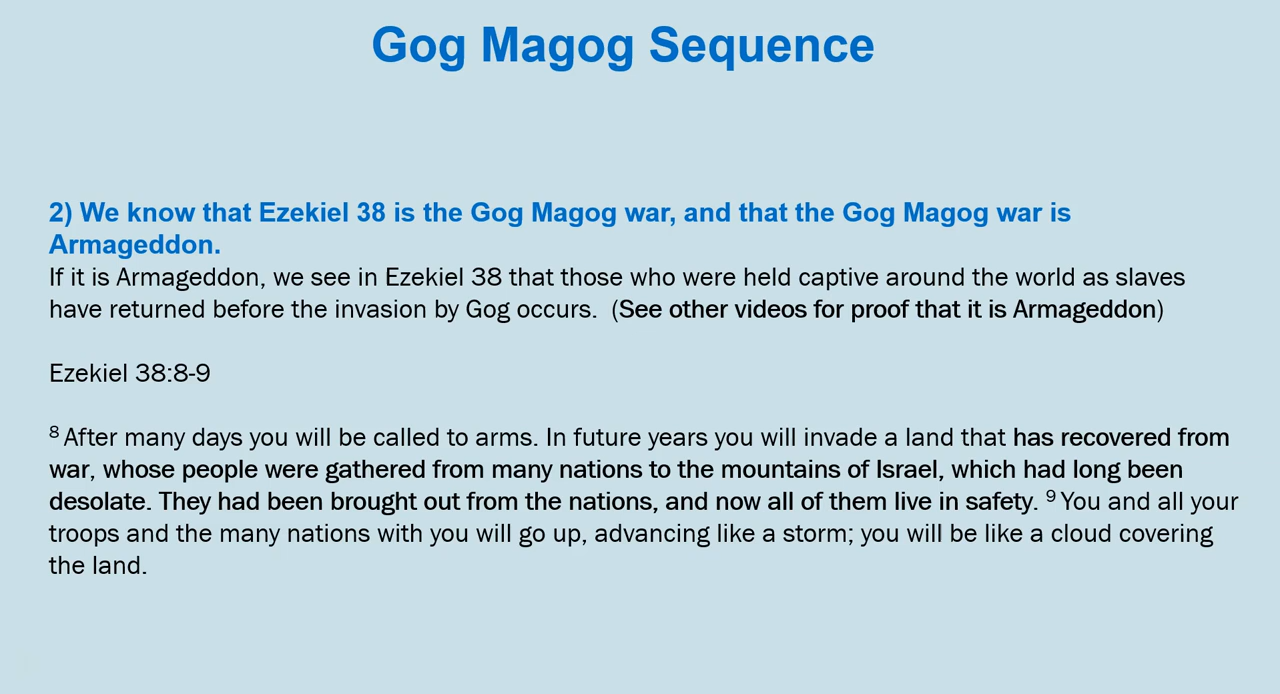 Gog Magog Sequence
2) We know that Ezekiel 38 is the Gog Magog war, and that the Gog Magog war is
Armageddon.
If it is Armageddon, we see in Ezekiel 38 that those who were held captive around the world as slaves
have returned before the invasion by Gog occurs.  (See other videos for proof that it is Armageddon)
Ezekiel 38:8-9
8 After many days you will be called to arms. In future years you will invade a land that has recovered from
war, whose people were gathered from many nations to the mountains of Israel, which had long been
desolate. They had been brought out from the nations, and now all of them live in safety. 9 You and all your
troops and the many nations with you will go up, advancing like a storm; you will be like a cloud covering
the land.